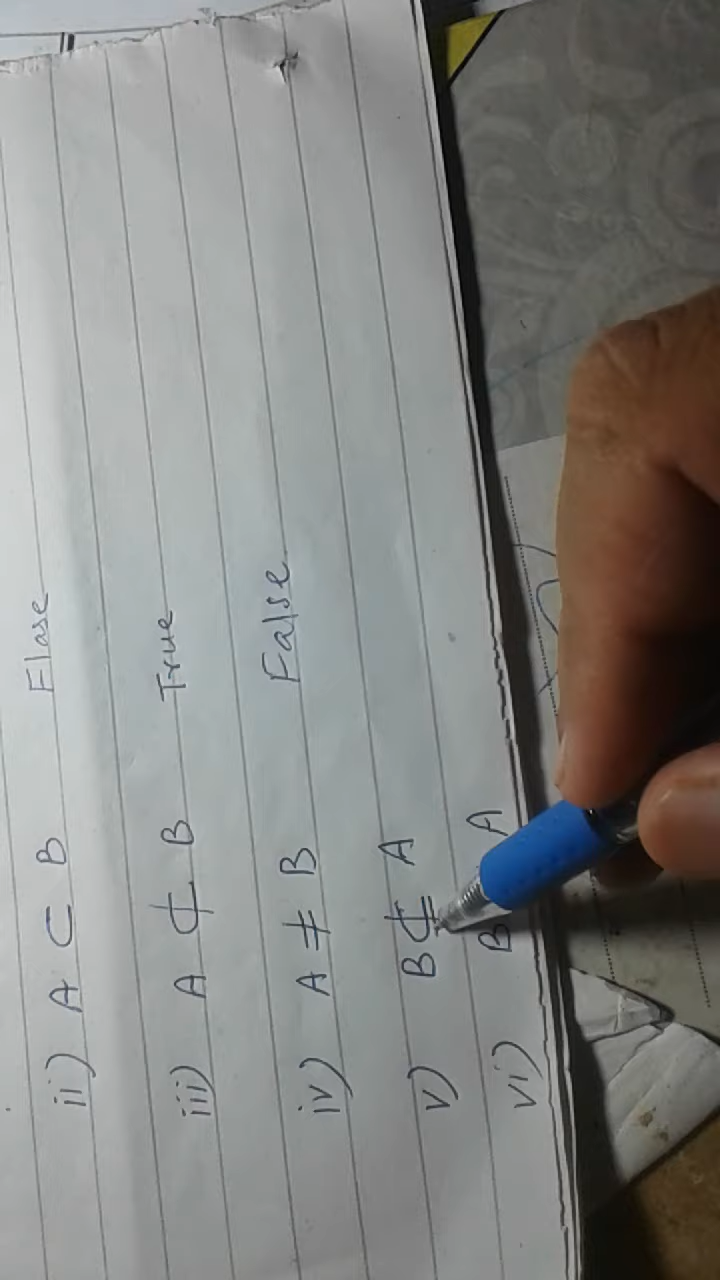 ii) A ⊂ B Flase
iii) A ⊄ B True
iv) A ≠ B False
v) B ⊈ A
vi) B A